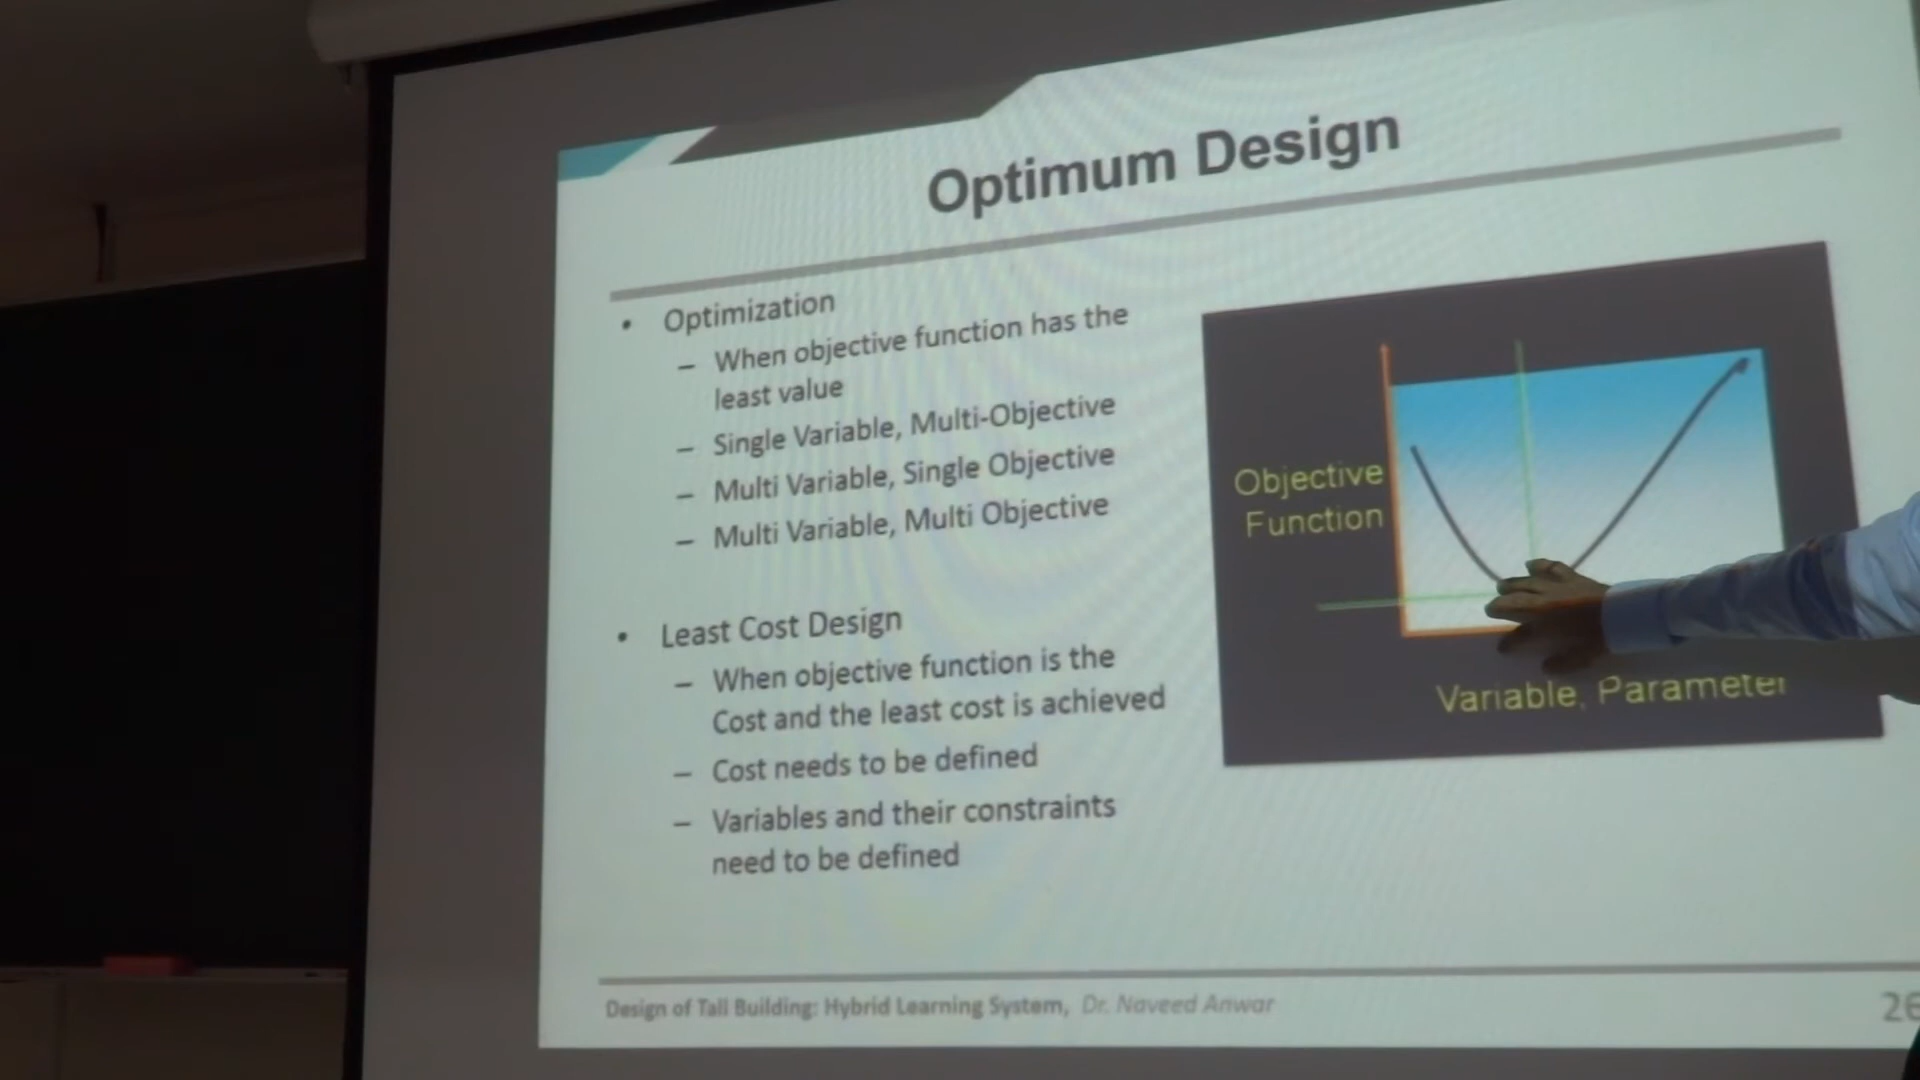 Optimum Design
• Optimization
– When objective function has the
least value
– Single Variable, Multi-Objective
– Multi Variable, Single Objective
– Multi Variable, Multi Objective
• Least Cost Design
– When objective function is the
Cost and the least cost is achieved
– Cost needs to be defined
– Variables and their constraints
need to be defined
Objective
Function
Variable, Parameter
Design of Tall Building: Hybrid Learning System, Dr. Naveed Anwar